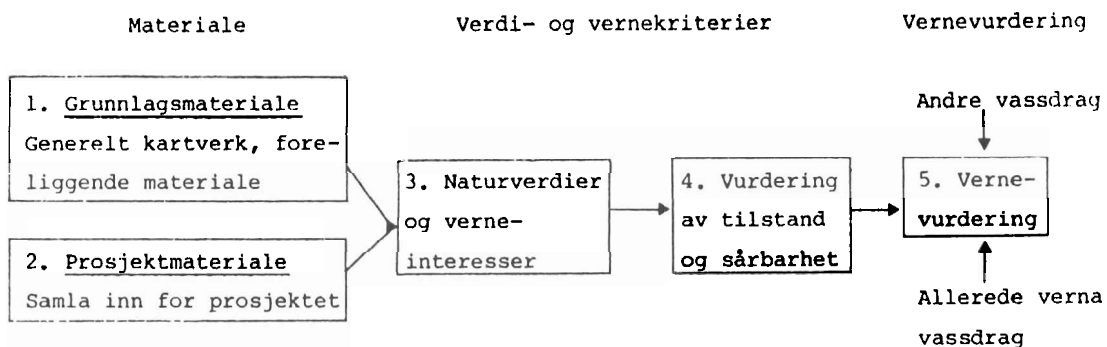 Materiale
Verdi- og vernekriterier
Vernevurdering
1. Grunnlagsmateriale
Generelt kartverk, fore-
liggende materiale
2. Prosjektmateriale
Samla inn for prosjektet
3. Naturverdier
og verne-
interesser
4. Vurdering
av tilstand
og sårbarhet
Andre vassdrag
5. Verne-
vurdering
Allerede verna
vassdrag